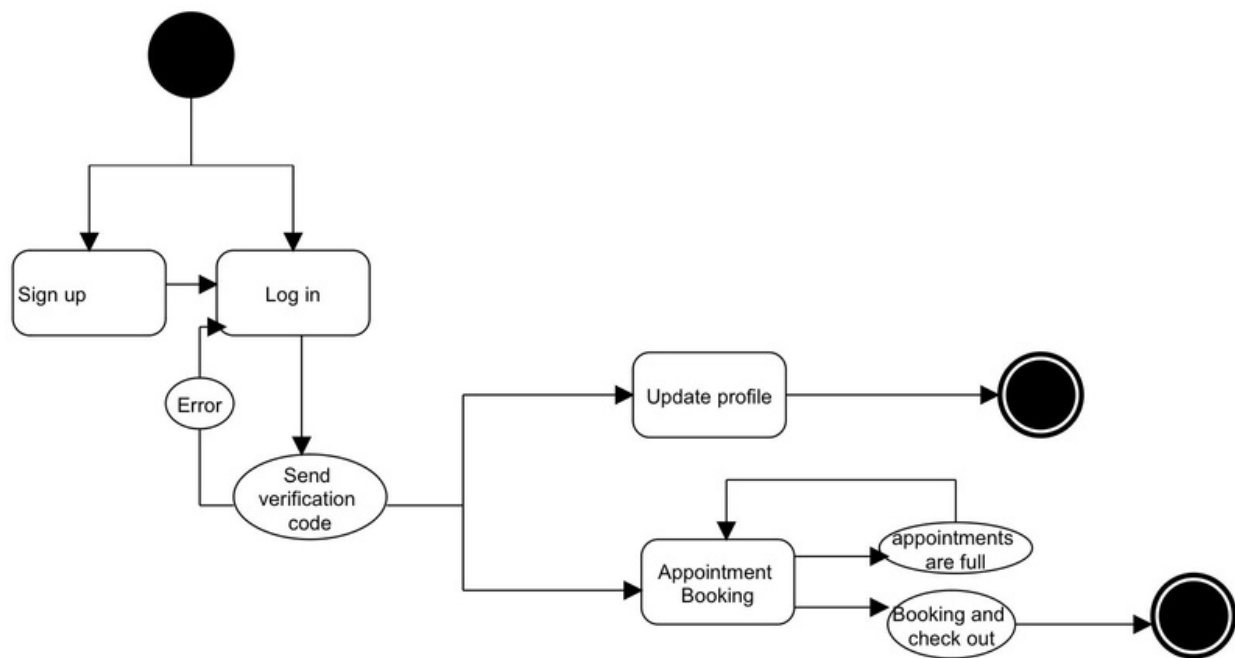 Sign up
Log in
Error
Update profile
Send
verification
code
appointments
are full
Appointment
Booking
Booking and
check out